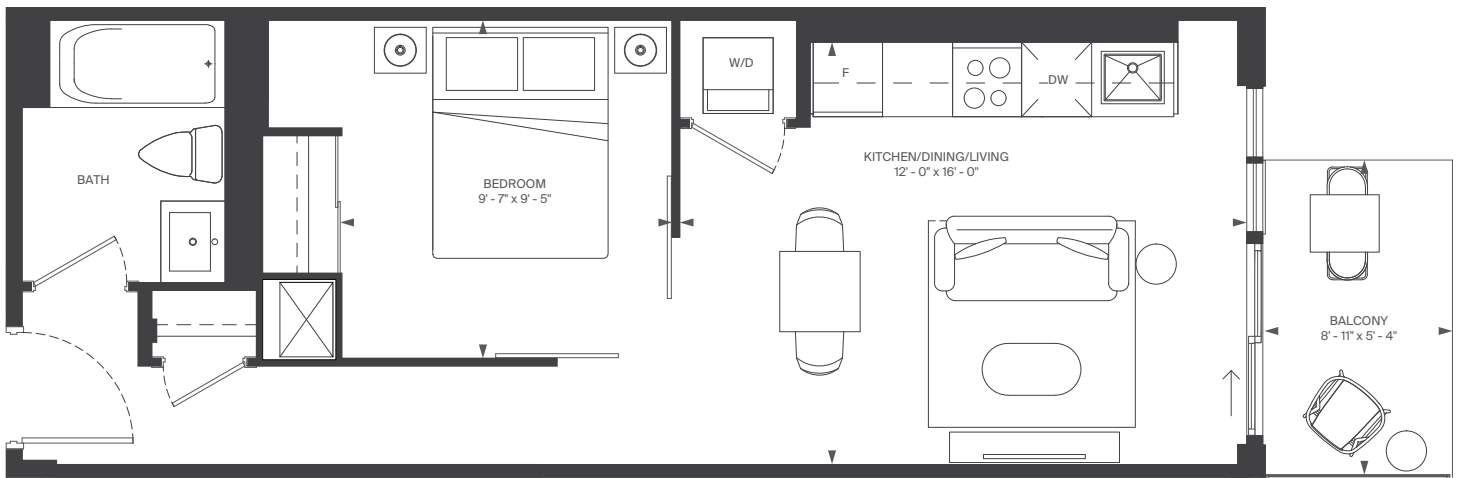 BATH
BEDROOM
9' - 7" x 9' - 5"
W/D
F
DW
KITCHEN/DINING/LIVING
12' - 0" x 16' - 0"
BALCONY
8' - 11" x 5' - 4"